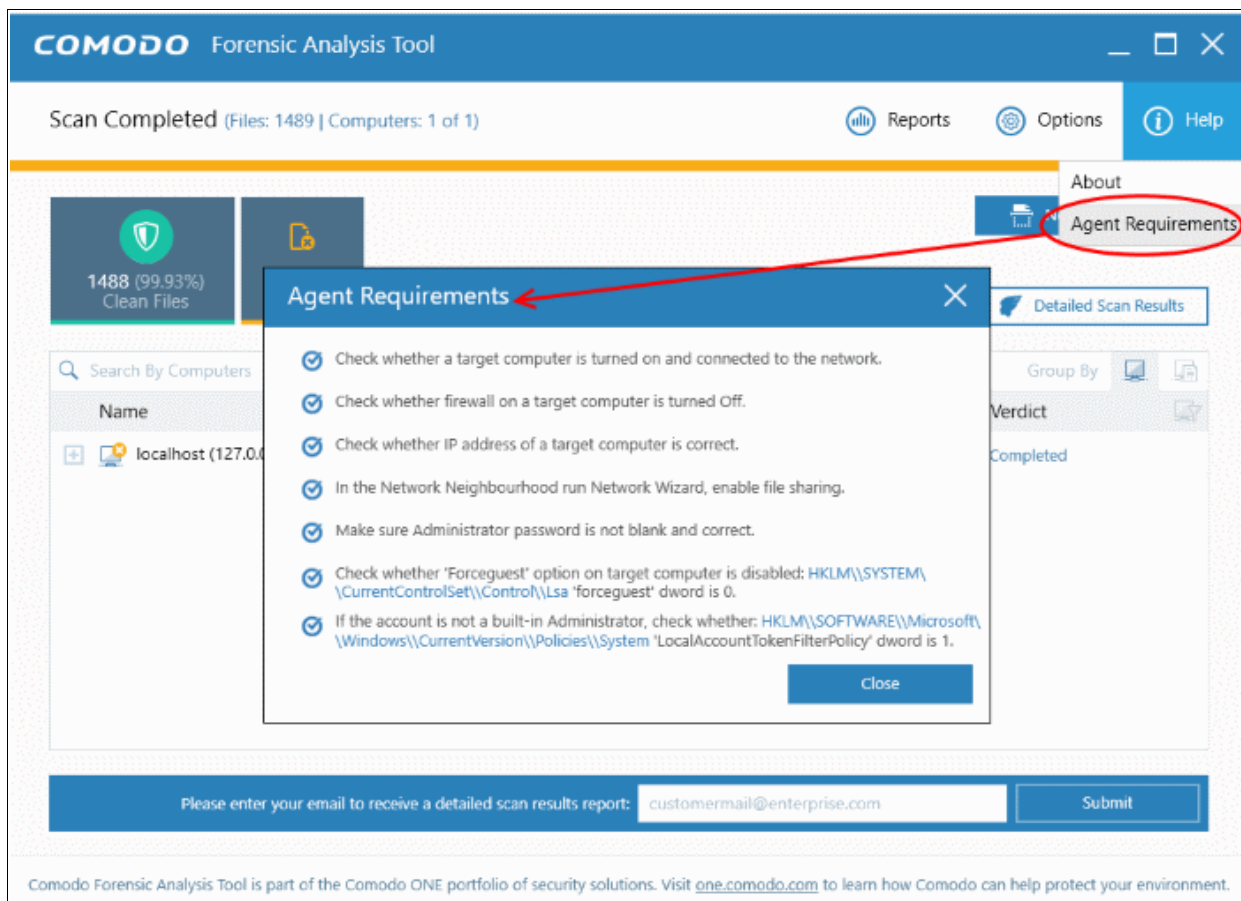 COMODO Forensic Analysis Tool
Scan Completed (Files: 1489 | Computers: 1 of 1)
Reports
Options
Help
About
Agent Requirements
1488 (99.93%)
Clean Files
Detailed Scan Results
Agent Requirements
Search By Computers
Group By
Name
Verdict
localhost (127.0.0
Completed
Check whether a target computer is turned on and connected to the network.
Check whether firewall on a target computer is turned Off.
Check whether IP address of a target computer is correct.
In the Network Neighbourhood run Network Wizard, enable file sharing.
Make sure Administrator password is not blank and correct.
Check whether 'Forceguest' option on target computer is disabled: HKLM\\SYSTEM\
\CurrentControlSet\\Control\\Lsa 'forceguest' dword is 0.
If the account is not a built-in Administrator, check whether: HKLM\\SOFTWARE\\Microsoft\
\Windows\\CurrentVersion\\Policies\\System 'LocalAccountTokenFilterPolicy' dword is 1.
Close
Please enter your email to receive a detailed scan results report:
customermail@enterprise.com
Submit
Comodo Forensic Analysis Tool is part of the Comodo ONE portfolio of security solutions. Visit one.comodo.com to learn how Comodo can help protect your environment.